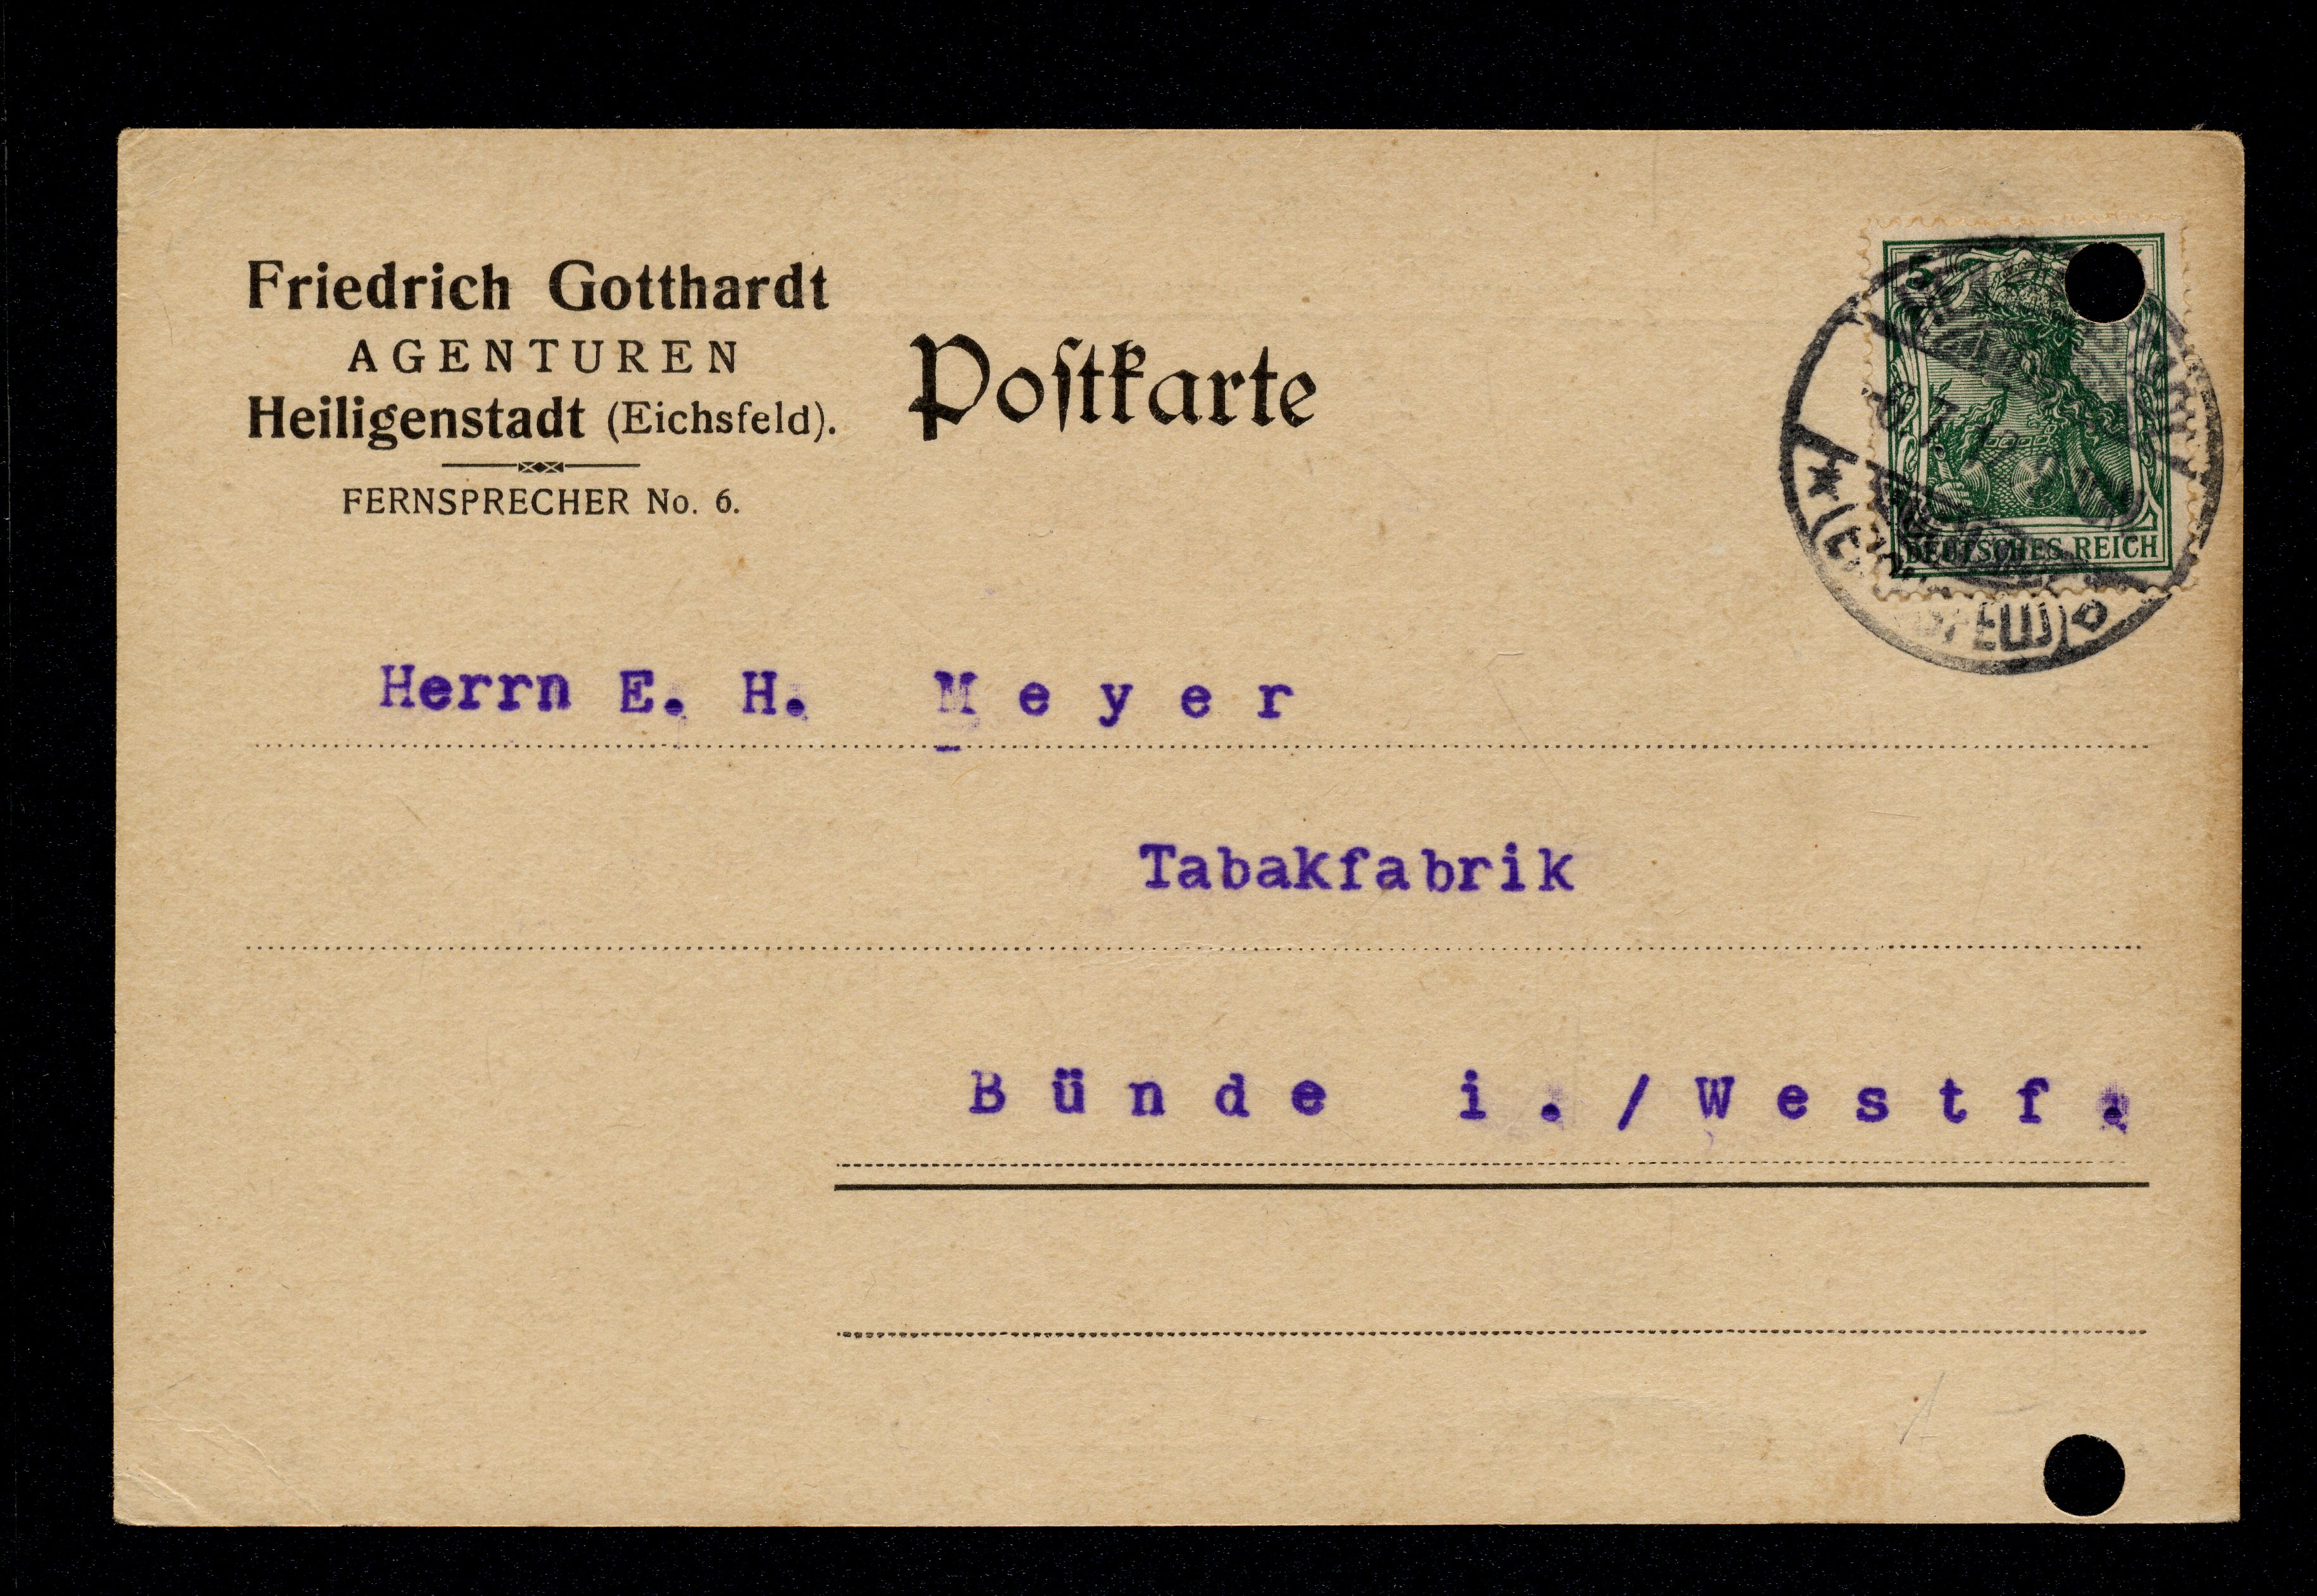 Friedrich Gotthardt
AGENTUREN
Heiligenstadt (Eichsfeld).
FERNSPRECHER No. 6.
Poſtkarte
5
DEUTSCHES REICH
Herrn E. H. Meyer
Tabakfabrik
Bünde i./Westf.